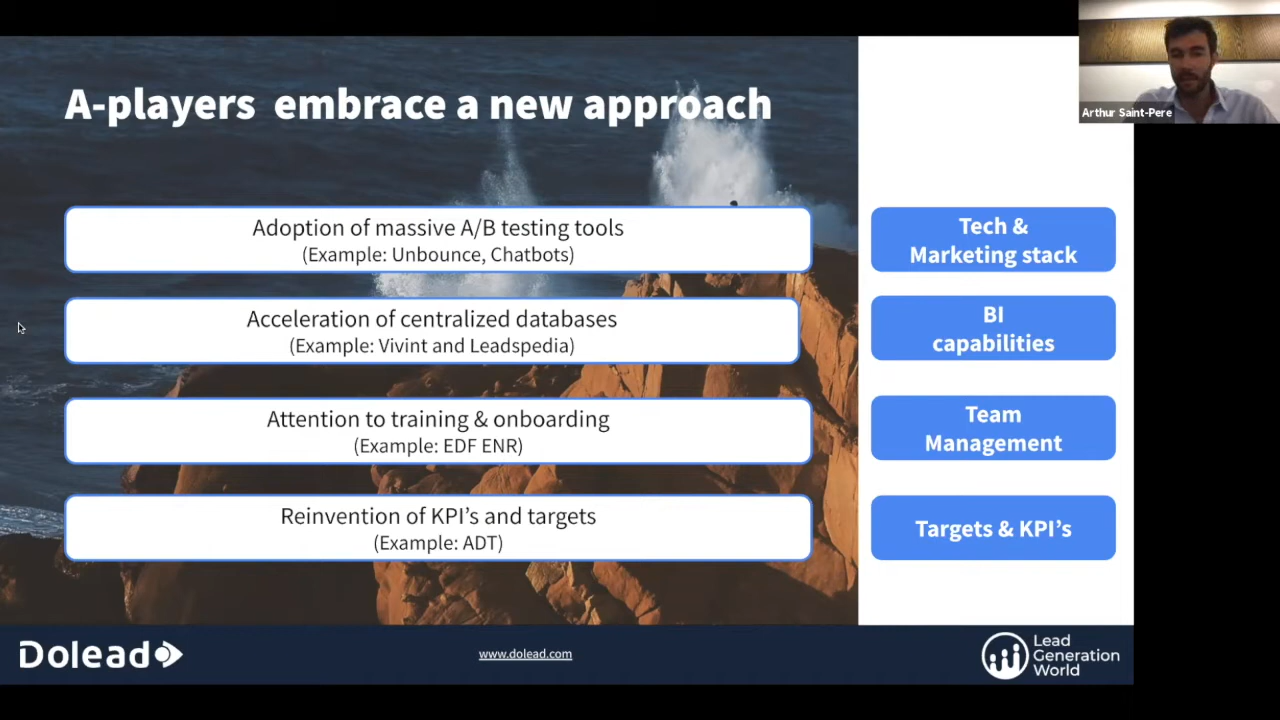 A-players embrace a new approach
Arthur Saint-Pere
Adoption of massive A/B testing tools
(Example: Unbounce, Chatbots)
Tech &
Marketing stack
Acceleration of centralized databases
(Example: Vivint and Leadspedia)
BI
capabilities
Attention to training & onboarding
(Example: EDF ENR)
Team
Management
Reinvention of KPI’s and targets
(Example: ADT)
Targets & KPI’s
Dolead
www.dolead.com
Lead
Generation
World